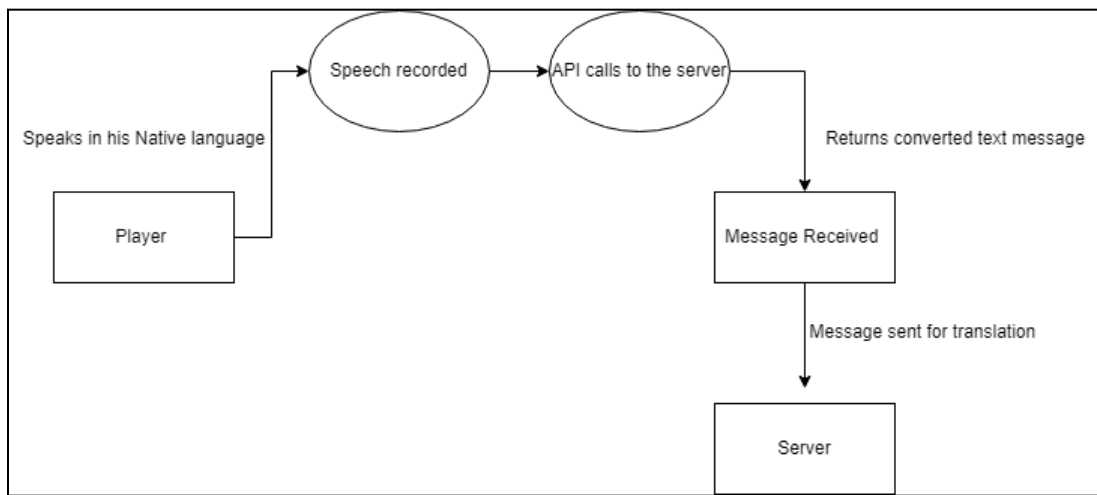 Speech recorded
API calls to the server
Speaks in his Native language
Returns converted text message
Player
Message Received
Message sent for translation
Server